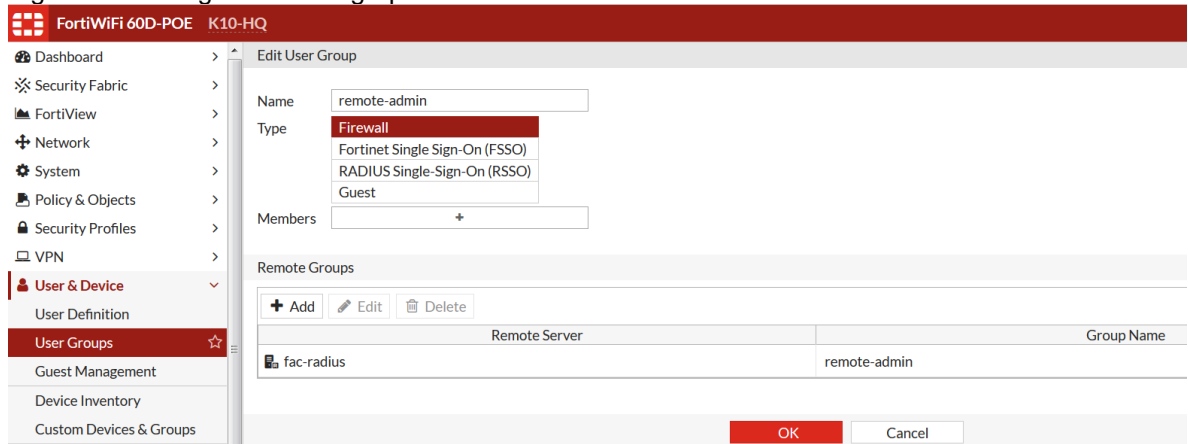 FortiWiFi 60D-POE K10-HQ
Dashboard
Security Fabric
FortiView
Network
System
Policy & Objects
Security Profiles
VPN
User & Device
User Definition
User Groups
Guest Management
Device Inventory
Custom Devices & Groups
Edit User Group
Name remote-admin
Type Firewall
Fortinet Single Sign-On (FSSO)
RADIUS Single-Sign-On (RSSO)
Guest
Members +
Remote Groups
+ Add Edit Delete
Remote Server Group Name
fac-radius remote-admin
OK Cancel